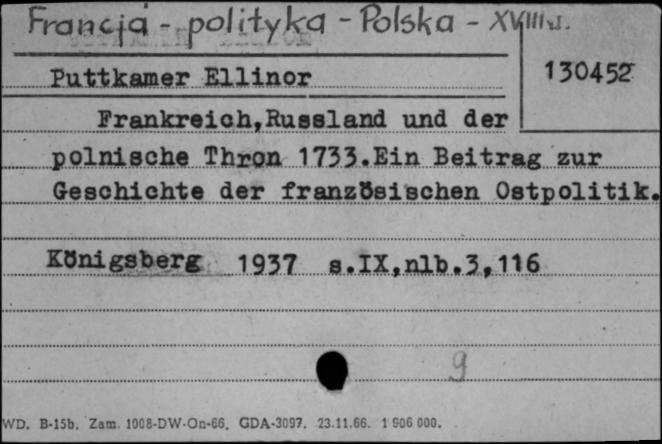 Francja - polityka - Polska - XVIII w.
130452
Puttkamer Ellinor
Frankreich,Russland und der
polnische Thron 1733.Ein Beitrag zur
Geschichte der französischen Ostpolitik.
Königsberg 1937 s.IX,nlb.3,116
9
WD. B-15b. Zam. 1008-DW-On-66. GDA-3097. 23.11.66. 1 906 000.